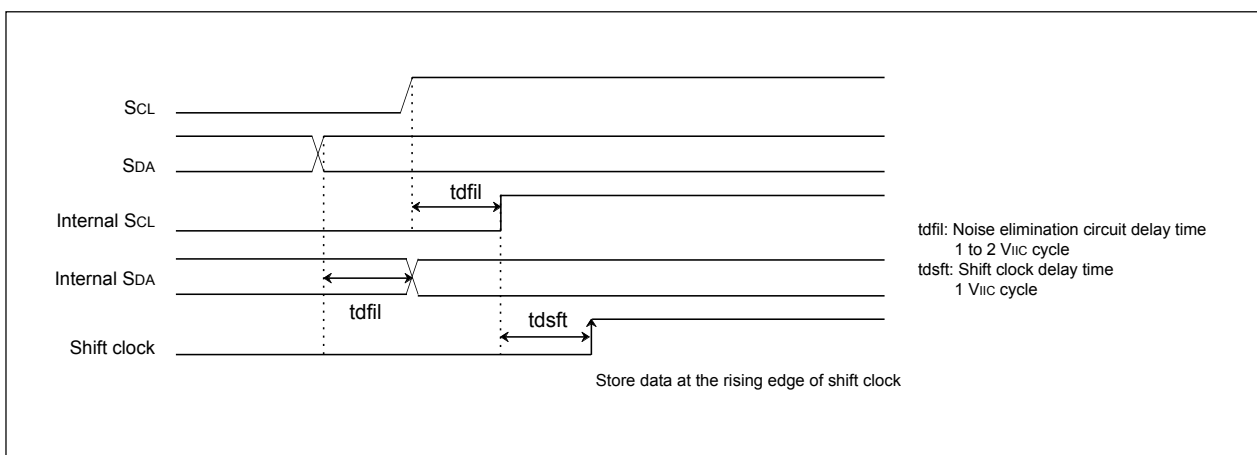 SCL
SDA
tdfil
Internal SCL
Internal SDA
tdfil
tdsft
Shift clock
Store data at the rising edge of shift clock
tdfil: Noise elimination circuit delay time
1 to 2 VIIC cycle
tdsft: Shift clock delay time
1 VIIC cycle